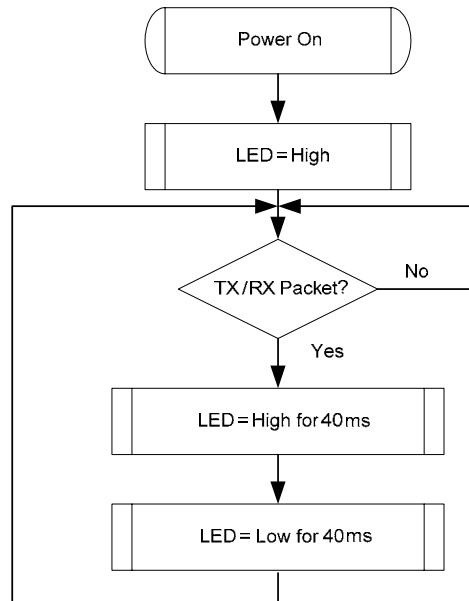 Power On
LED = High
TX/RX Packet?
No
Yes
LED = High for 40ms
LED = Low for 40ms